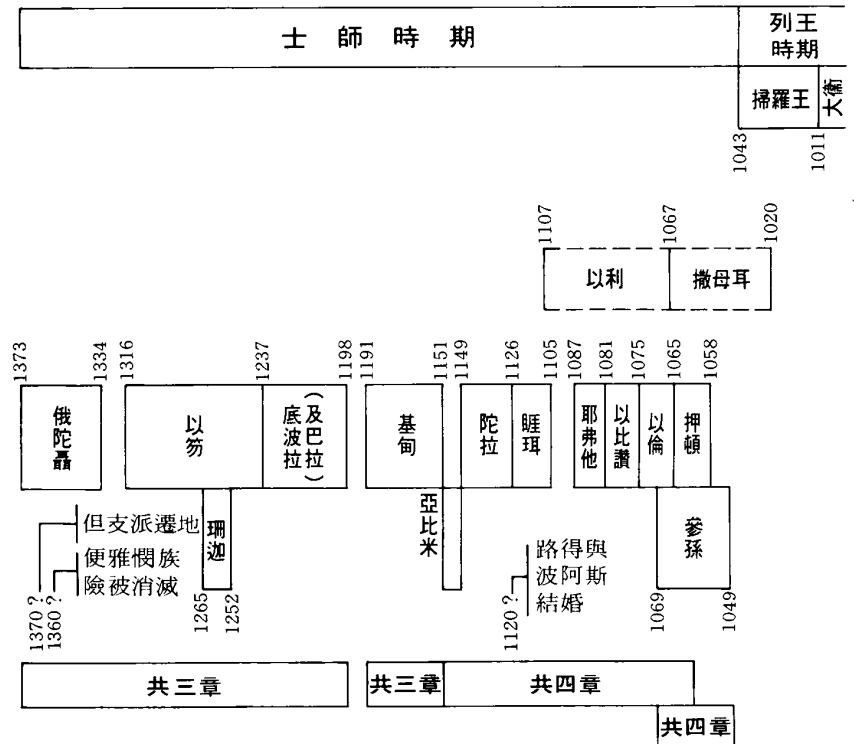 士師時期
列王
時期
掃羅王
大衞
1043
1011
1107
1067
1020
以利
撒母耳
1373
1334
1316
1237
1198
1191
1151
1149
1126
1105
1087
1081
1075
1065
1058
俄陀聶
以笏
底波拉
(及巴拉)
基甸
陀拉
睚珥
耶弗他
以比讚
以倫
押頓
但支派遷地
便雅憫族
險被消滅
1370?
1360?
珊迦
1265
1252
亞比米
路得與
波阿斯
結婚
1120?
參孫
1069
1049
共三章
共三章
共四章
共四章